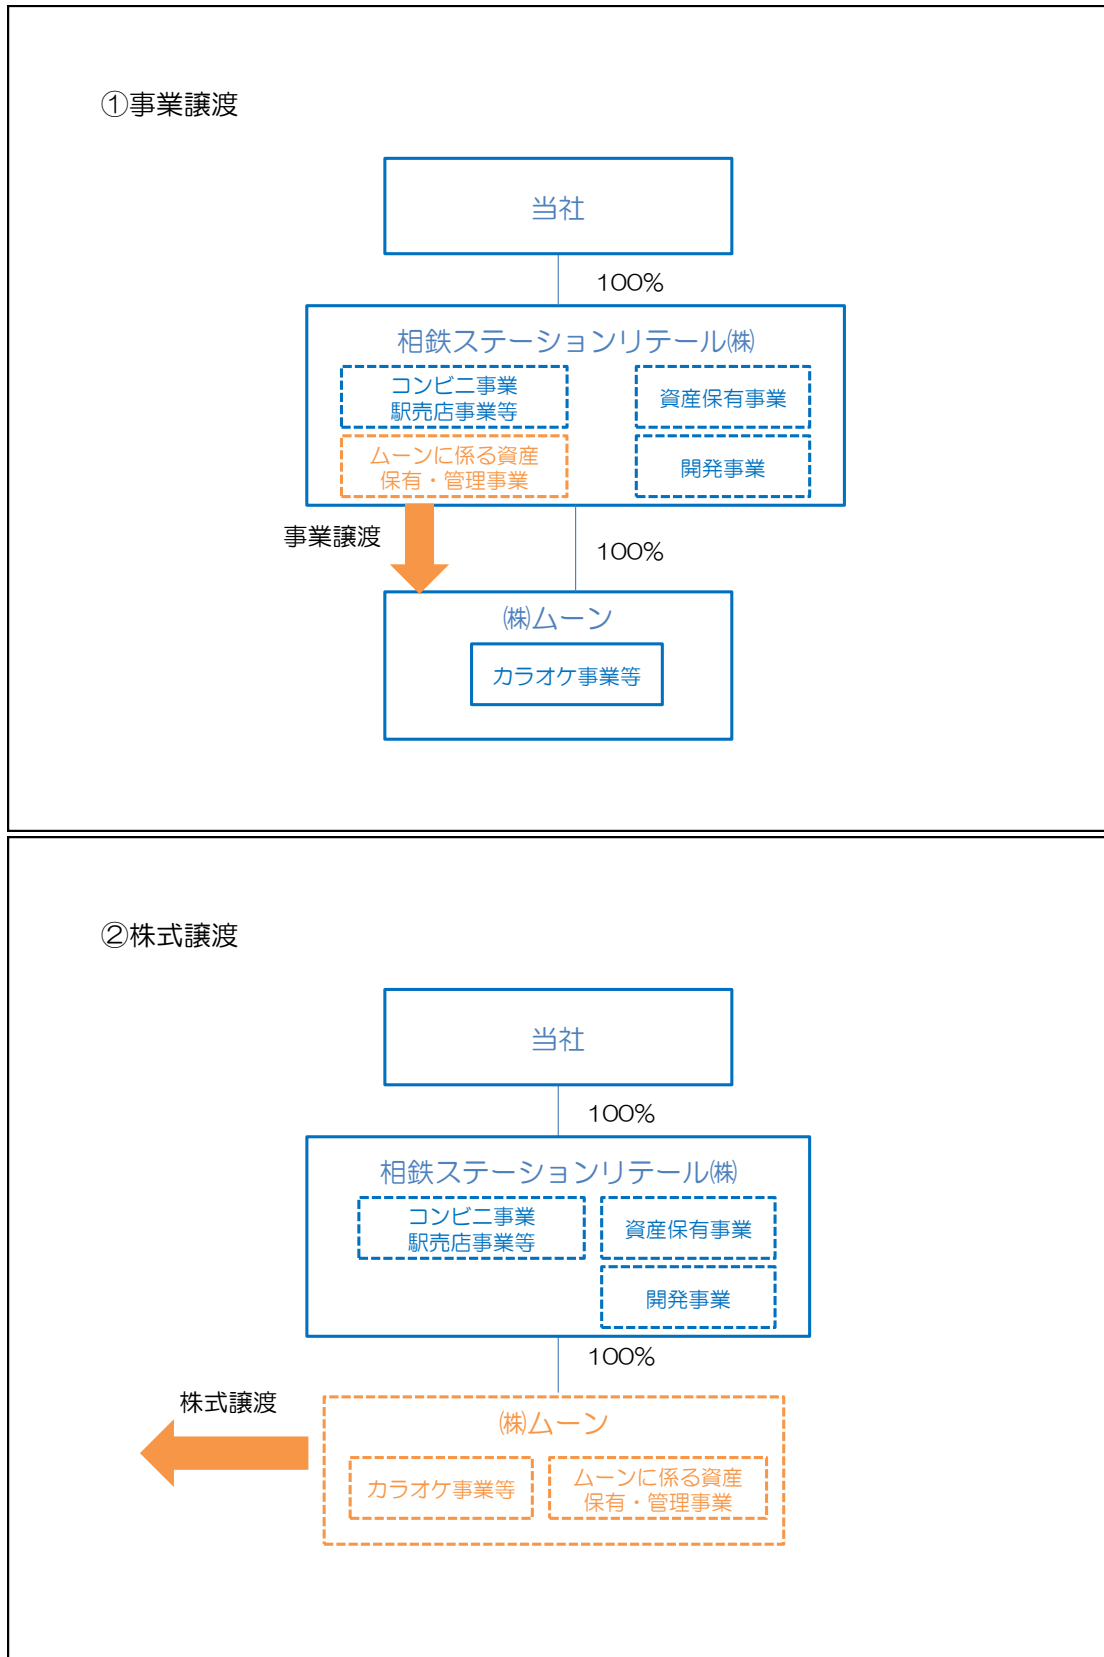 ①事業譲渡
当社
100%
相鉄ステーションリテール㈱
コンビニ事業
駅売店事業等
資産保有事業
ムーンに係る資産
保有・管理事業
開発事業
事業譲渡
100%
㈱ムーン
カラオケ事業等
②株式譲渡
当社
100%
相鉄ステーションリテール㈱
コンビニ事業
駅売店事業等
資産保有事業
開発事業
100%
株式譲渡
㈱ムーン
カラオケ事業等
ムーンに係る資産
保有・管理事業